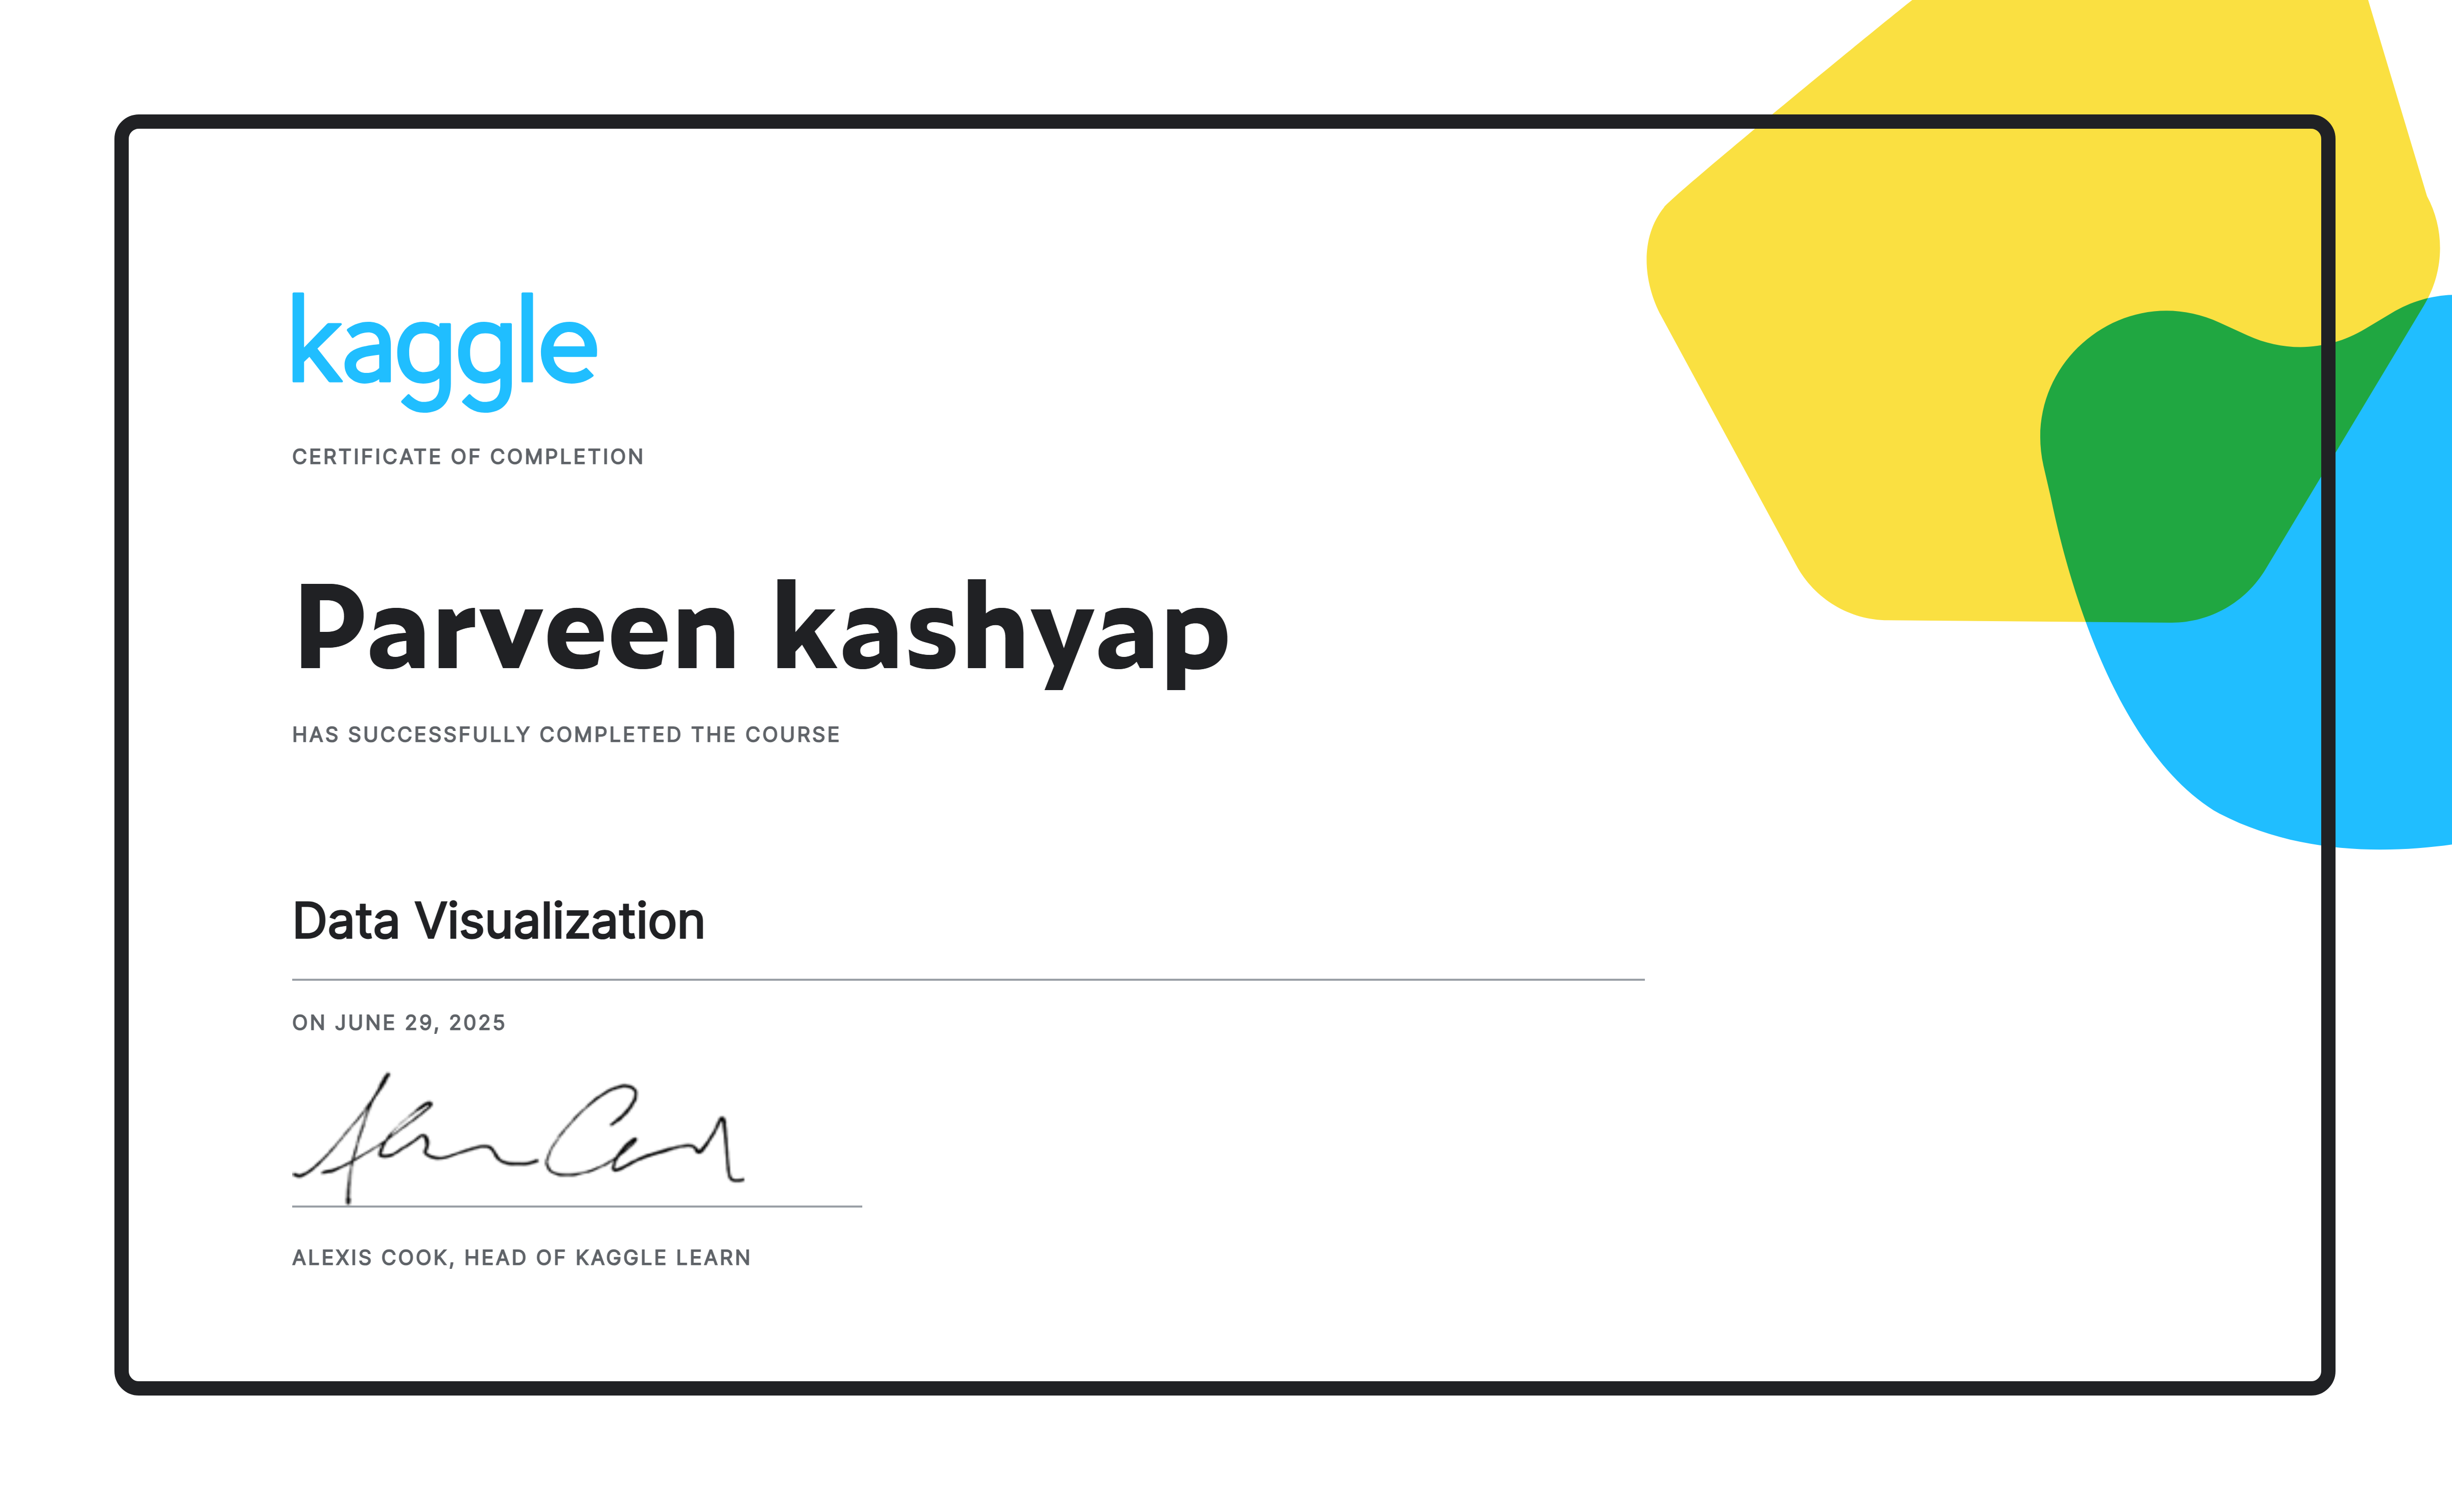 kaggle
CERTIFICATE OF COMPLETION
Parveen kashyap
HAS SUCCESSFULLY COMPLETED THE COURSE
Data Visualization
ON JUNE 29, 2025
ALEXIS COOK, HEAD OF KAGGLE LEARN